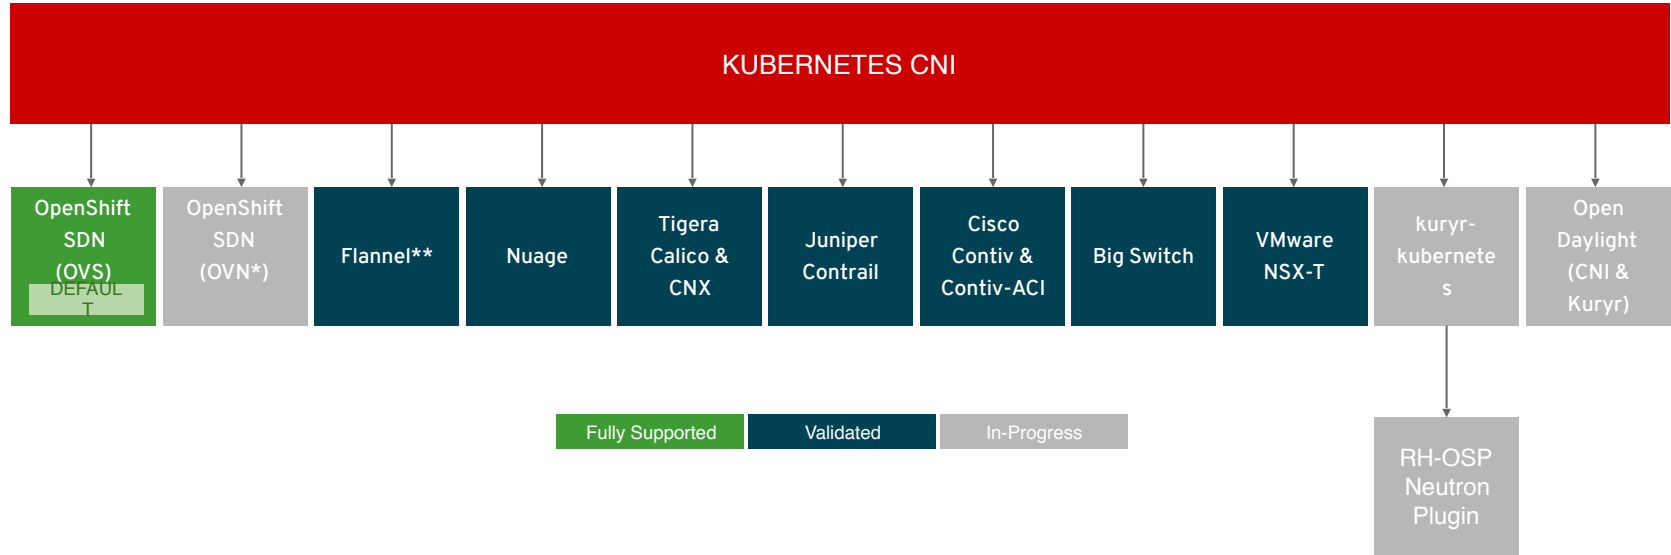 KUBERNETES CNI
OpenShift
SDN
(OVS)
DEFAUL
T
OpenShift
SDN
(OVN*)
Flannel**
Nuage
Tigera
Calico &
CNX
Juniper
Contrail
Cisco
Contiv &
Contiv-ACI
Big Switch
VMware
NSX-T
kuryr-
kubernete
s
Open
Daylight
(CNI &
Kuryr)
Fully Supported
Validated
In-Progress
RH-OSP
Neutron
Plugin